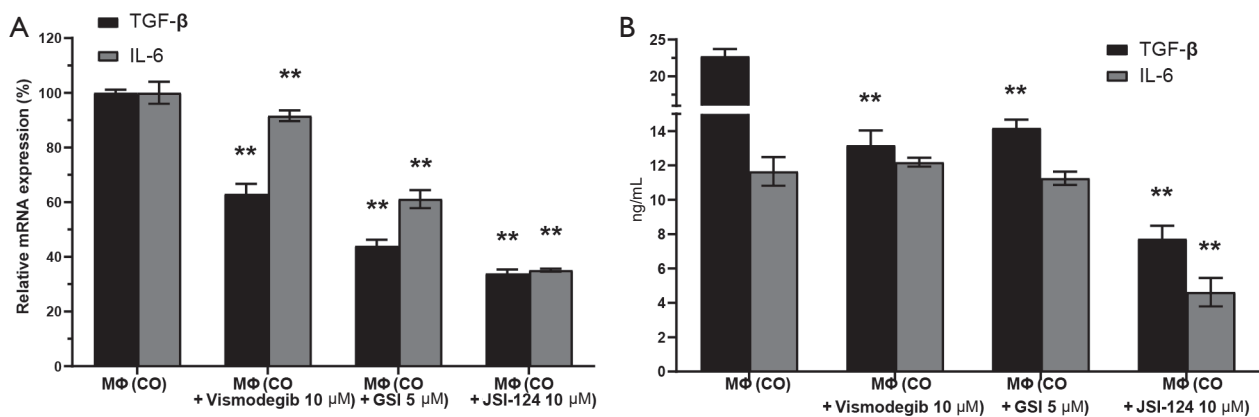 A
TGF-β
IL-6
Relative mRNA expression (%)
120
100
80
60
40
20
0
**
**
**
**
**
**
MΦ (CO)
MΦ (CO
+ Vismodegib 10 μM)
MΦ (CO
+ GSI 5 μM)
MΦ (CO
+ JSI-124 10 μM)
B
TGF-β
IL-6
ng/mL
25
20
14
12
10
8
6
4
2
0
**
**
**
**
MΦ (CO)
MΦ (CO
+ Vismodegib 10 μM)
MΦ (CO
+ GSI 5 μM)
MΦ (CO
+ JSI-124 10 μM)